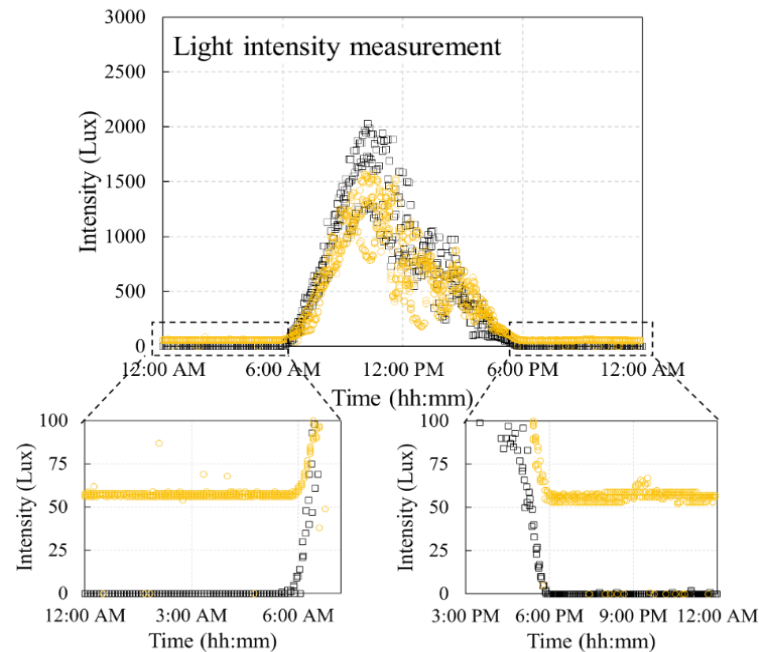 Light intensity measurement
3000
2500
2000
1500
1000
500
0
Intensity (Lux)
12:00 AM 6:00 AM 12:00 PM 6:00 PM 12:00 AM
Time (hh:mm)
100
75
50
25
0
Intensity (Lux)
12:00 AM 3:00 AM 6:00 AM
Time (hh:mm)
100
75
50
25
0
Intensity (Lux)
3:00 PM 6:00 PM 9:00 PM 12:00 AM
Time (hh:mm)